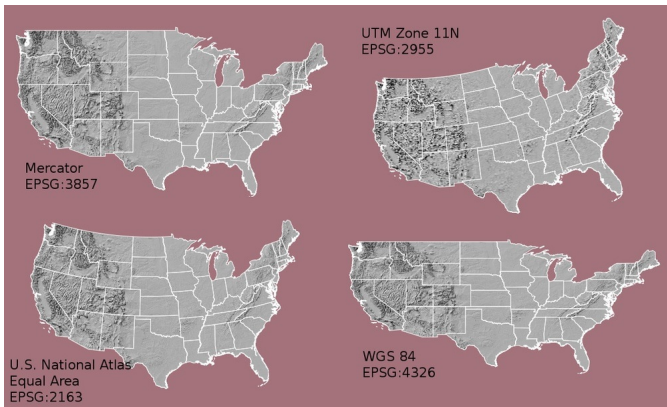 UTM Zone 11N
EPSG:2955
Mercator
EPSG:3857
U.S. National Atlas
Equal Area
EPSG:2163
WGS 84
EPSG:4326